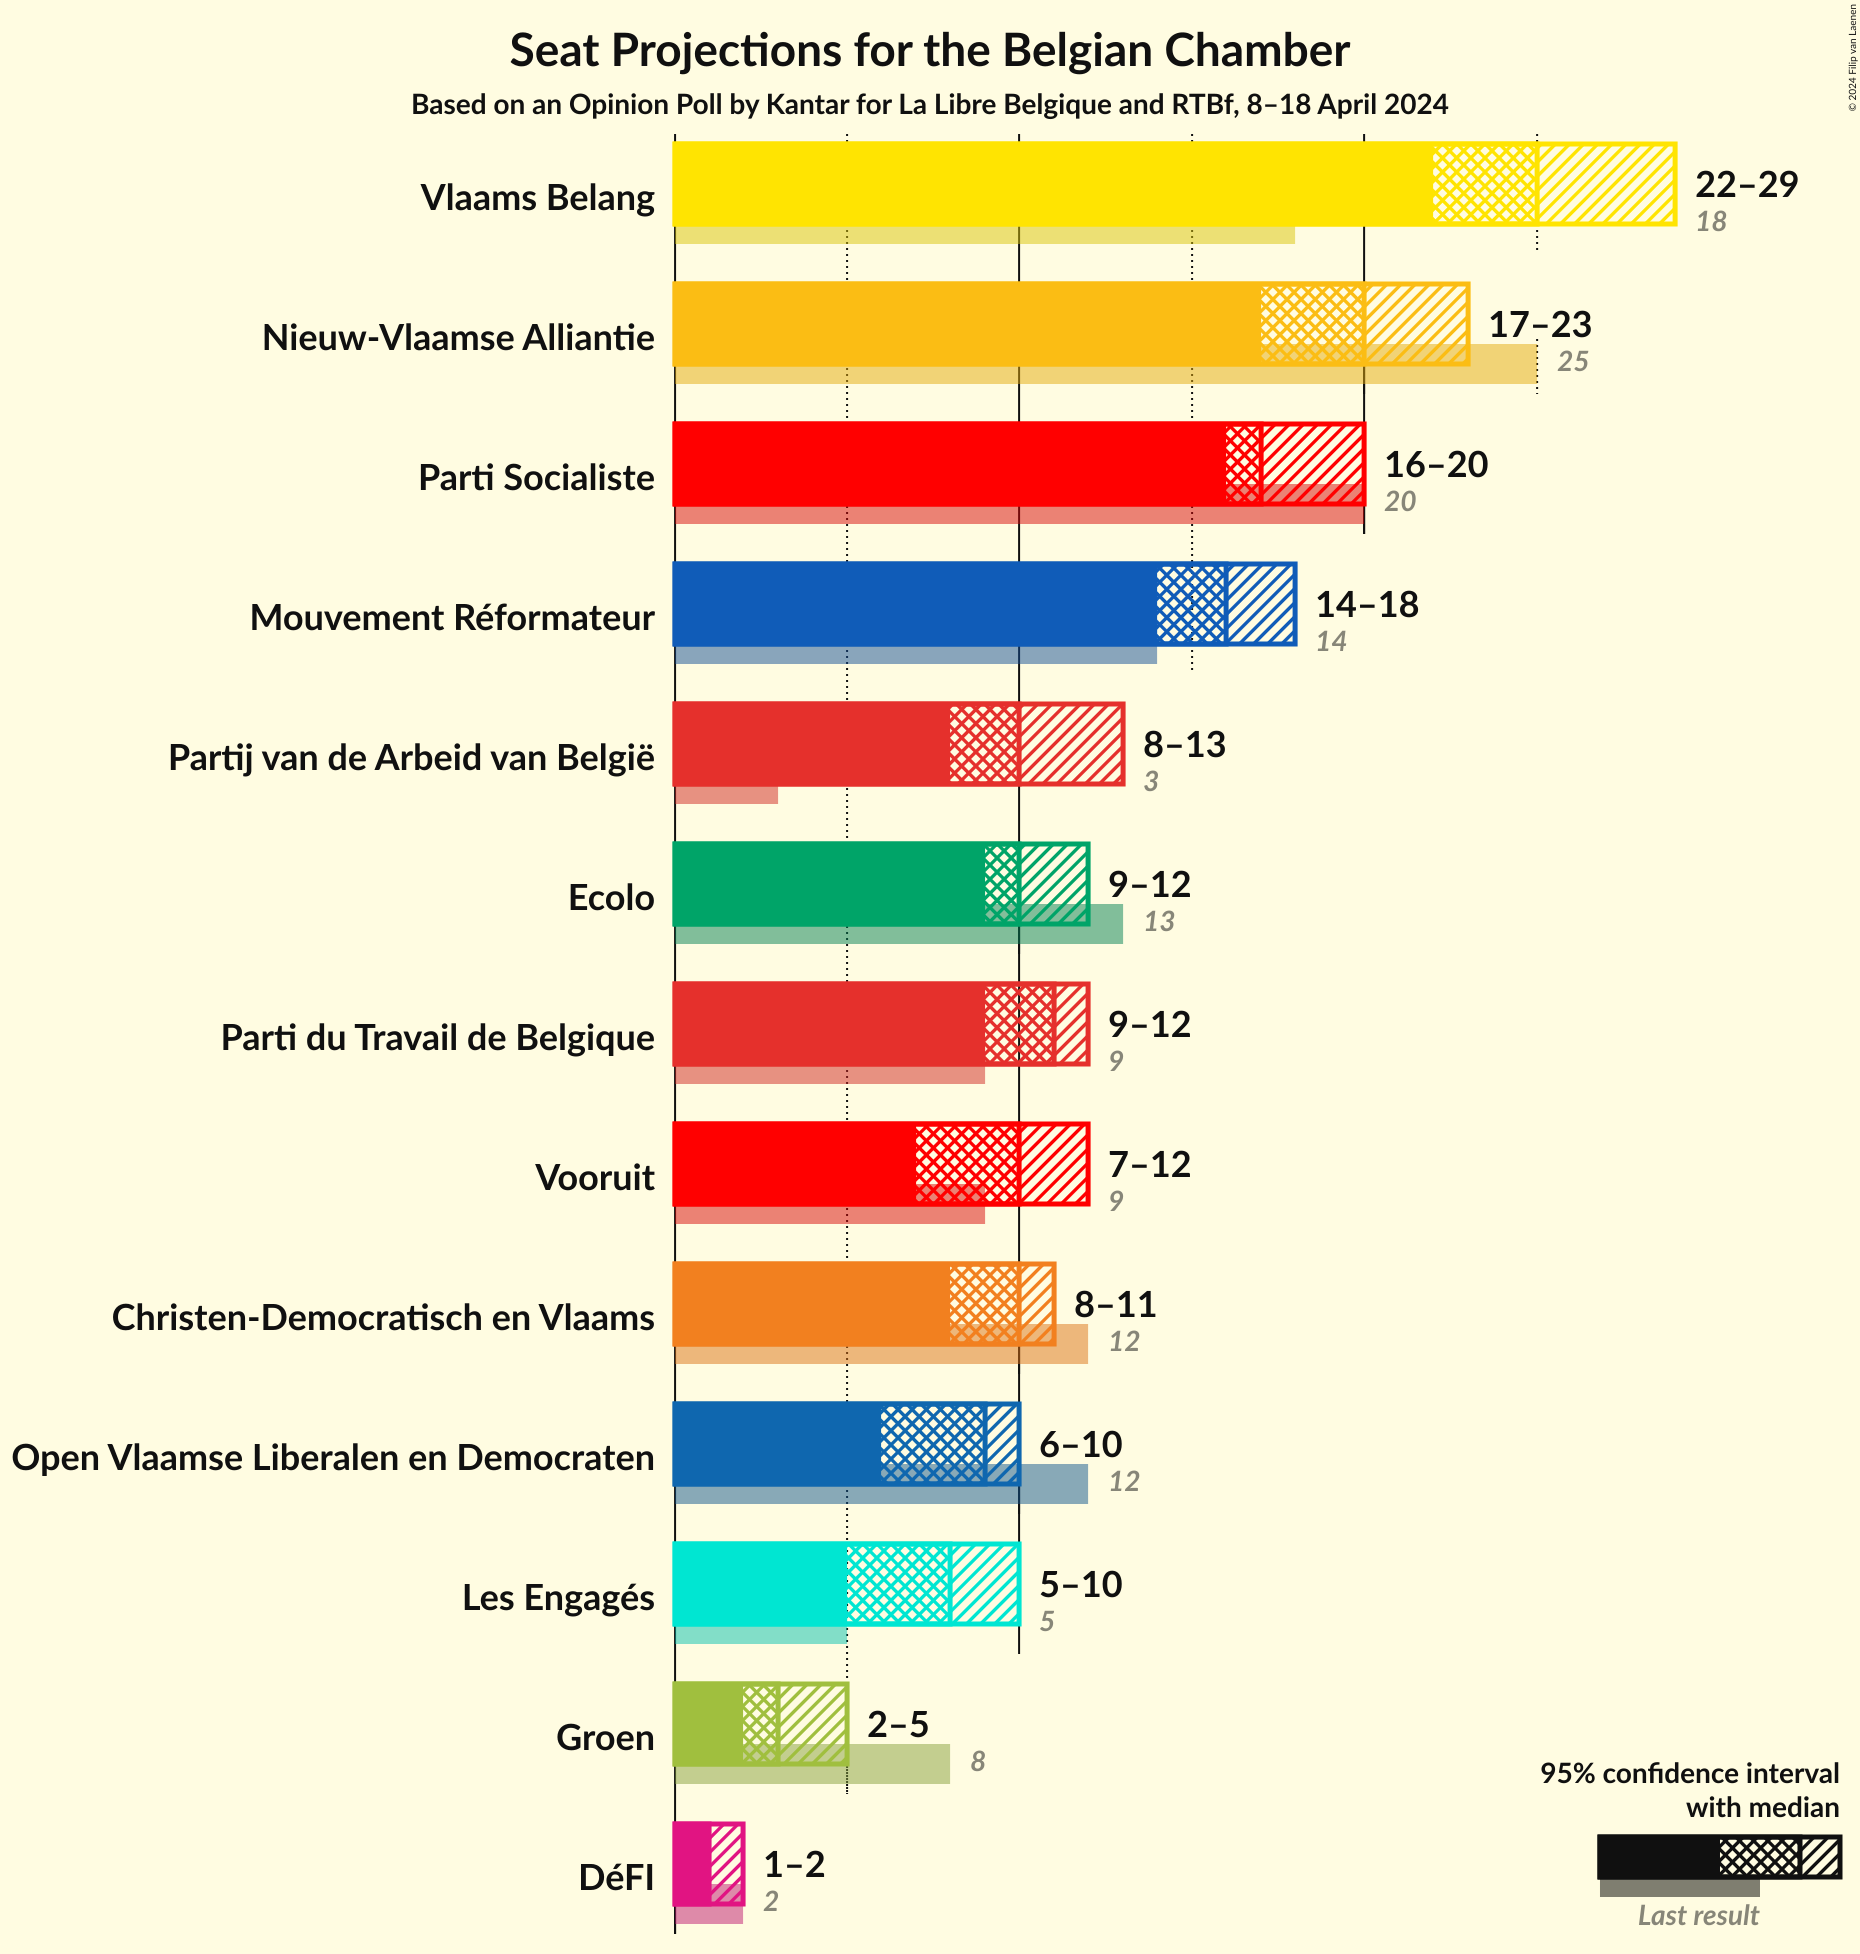 Seat Projections for the Belgian Chamber
Based on an Opinion Poll by Kantar for La Libre Belgique and RTBf, 8–18 April 2024
© 2024 Filip van Laenen
Vlaams Belang
22–29
18
Nieuw-Vlaamse Alliantie
17–23
25
Parti Socialiste
16–20
20
Mouvement Réformateur
14–18
14
Partij van de Arbeid van België
8–13
3
Ecolo
9–12
13
Parti du Travail de Belgique
9–12
9
Vooruit
7–12
9
Christen-Democratisch en Vlaams
8–11
12
Open Vlaamse Liberalen en Democraten
6–10
12
Les Engagés
5–10
5
Groen
2–5
8
DéFI
1–2
2
95% confidence interval
with median
Last result